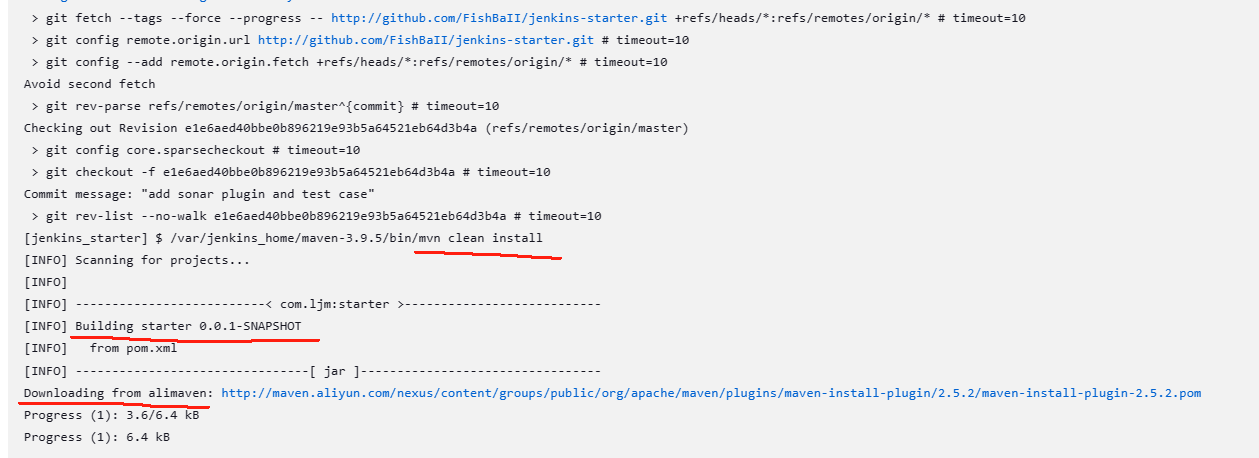 > git fetch --tags --force --progress -- http://github.com/FishBaII/jenkins-starter.git +refs/heads/*:refs/remotes/origin/* # timeout=10
> git config remote.origin.url http://github.com/FishBaII/jenkins-starter.git # timeout=10
> git config --add remote.origin.fetch +refs/heads/*:refs/remotes/origin/* # timeout=10
Avoid second fetch
> git rev-parse refs/remotes/origin/master^{commit} # timeout=10
Checking out Revision e1e6aed40bbe0b896219e93b5a64521eb64d3b4a (refs/remotes/origin/master)
> git config core.sparsecheckout # timeout=10
> git checkout -f e1e6aed40bbe0b896219e93b5a64521eb64d3b4a # timeout=10
Commit message: "add sonar plugin and test case"
> git rev-list --no-walk e1e6aed40bbe0b896219e93b5a64521eb64d3b4a # timeout=10
[jenkins_starter] $ /var/jenkins_home/maven-3.9.5/bin/mvn clean install
[INFO] Scanning for projects...
[INFO]
[INFO] --------------------------< com.ljm:starter >---------------------------
[INFO] Building starter 0.0.1-SNAPSHOT
[INFO]   from pom.xml
[INFO] --------------------------------[ jar ]---------------------------------
Downloading from alimaven: http://maven.aliyun.com/nexus/content/groups/public/org/apache/maven/plugins/maven-install-plugin/2.5.2/maven-install-plugin-2.5.2.pom
Progress (1): 3.6/6.4 kB
Progress (1): 6.4 kB